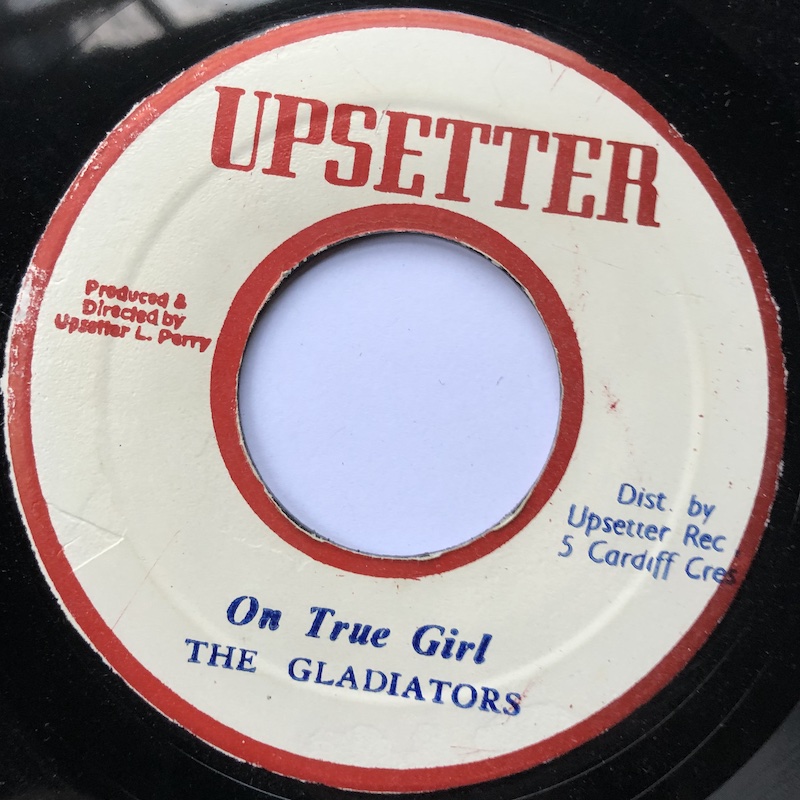 UPSETTER
Produced &
Directed by
Upsetter L. Perry
Dist. by
Upsetter Rec.
5 Cardiff Cres
On True Girl
THE GLADIATORS